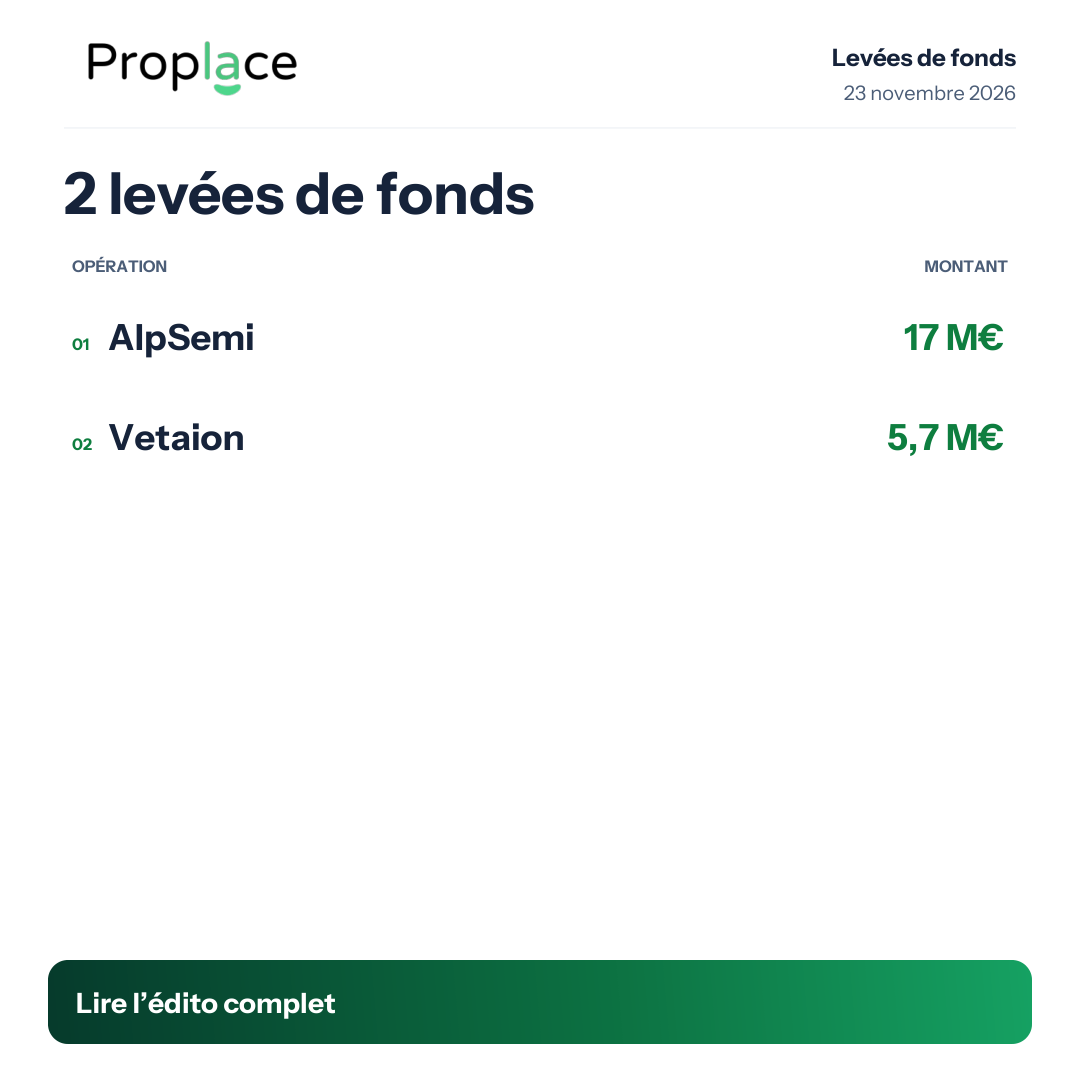 Proplace
Levées de fonds
23 novembre 2026
2 levées de fonds
OPÉRATION MONTANT
01 AlpSemi 17 M€
02 Vetaion 5,7 M€
Lire l’édito complet